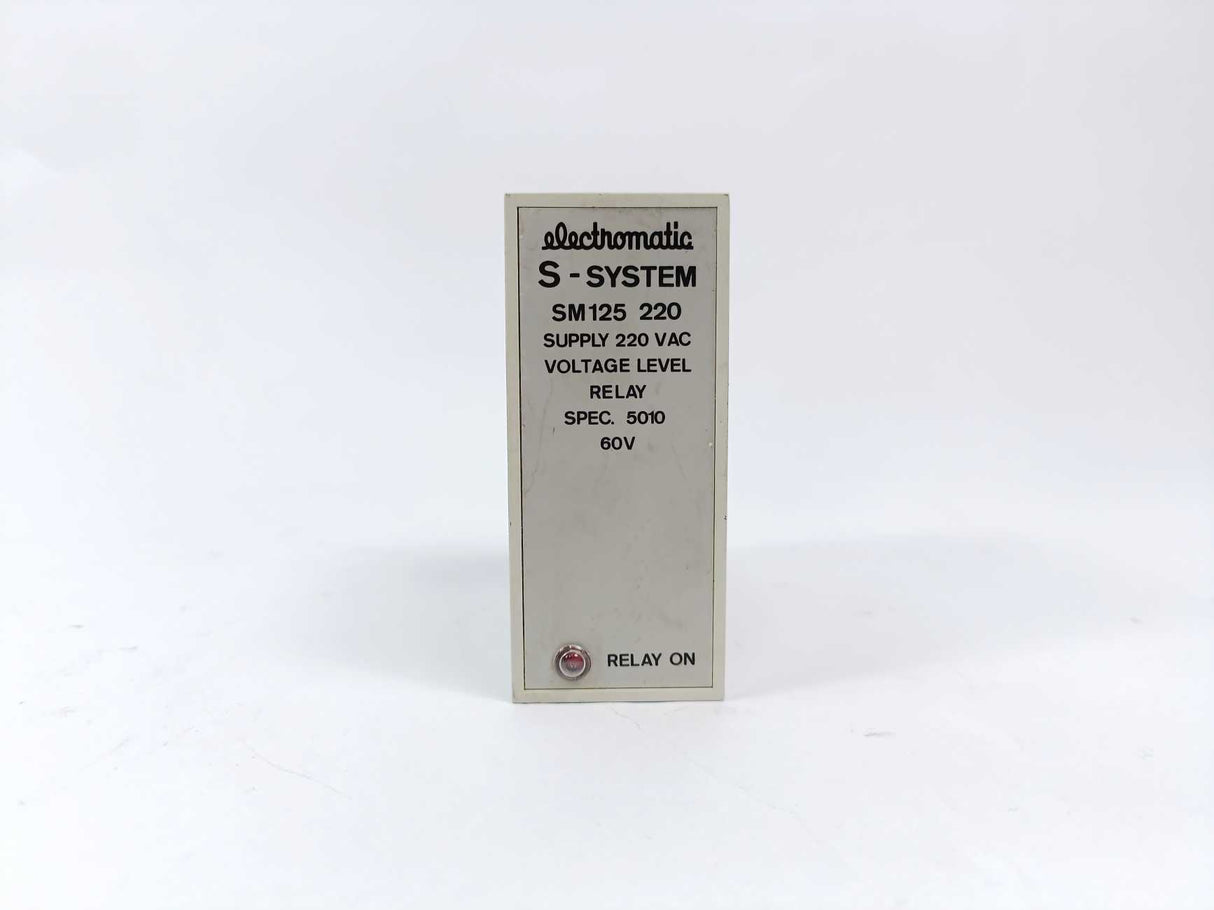 electromatic
S - SYSTEM
SM125 220
SUPPLY 220 VAC
VOLTAGE LEVEL
RELAY
SPEC. 5010
60V
RELAY ON